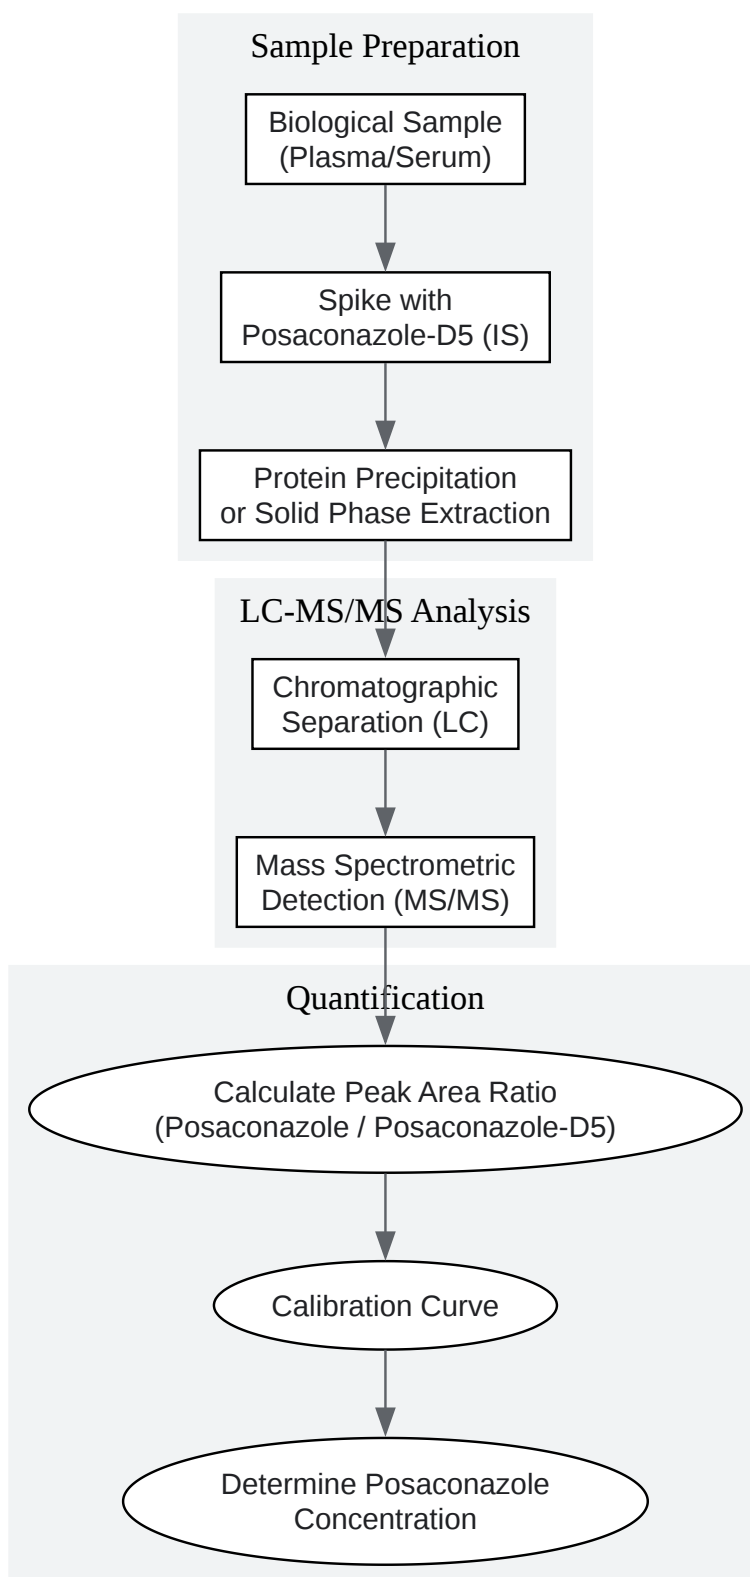 Sample Preparation
Biological Sample
(Plasma/Serum)
Spike with
Posaconazole-D5 (IS)
Protein Precipitation
or Solid Phase Extraction
LC-MS/MS Analysis
Chromatographic
Separation (LC)
Mass Spectrometric
Detection (MS/MS)
Quantification
Calculate Peak Area Ratio
(Posaconazole / Posaconazole-D5)
Calibration Curve
Determine Posaconazole
Concentration